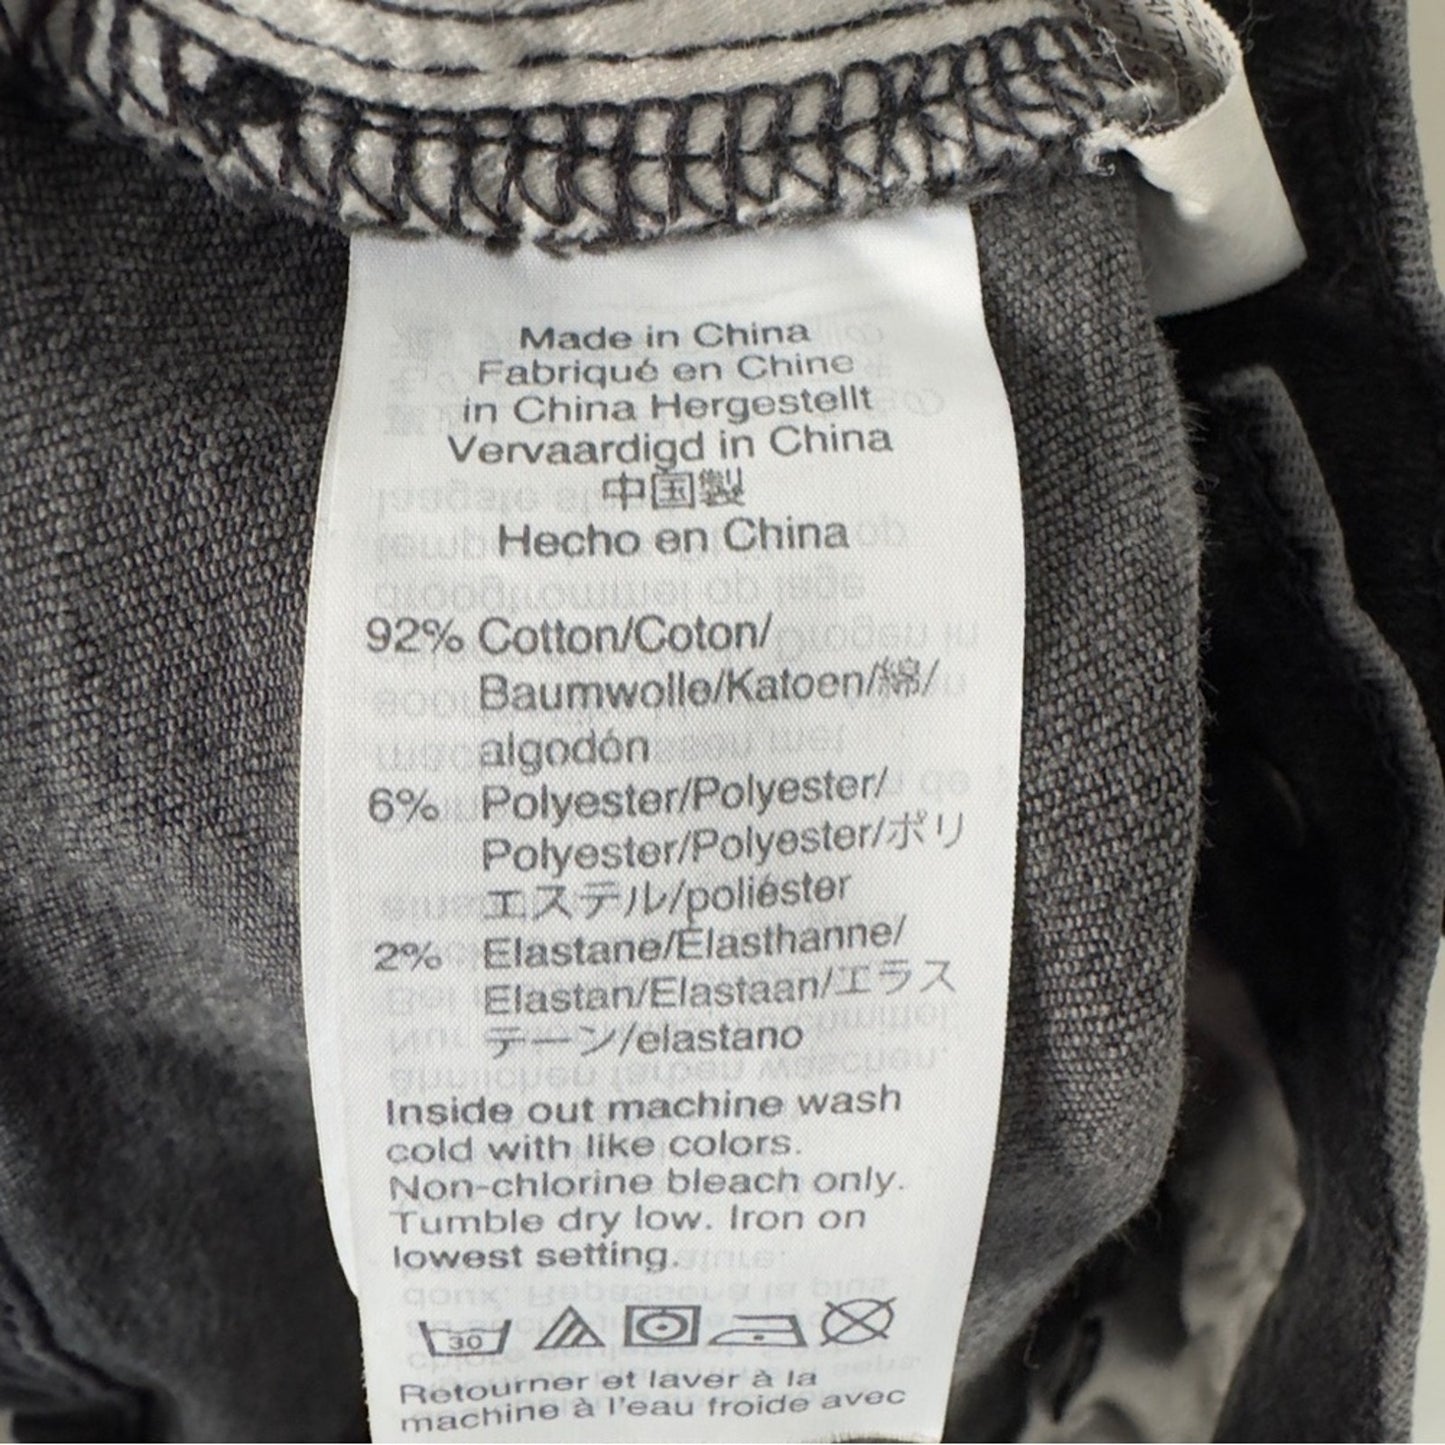 Made in China
Fabriqué en Chine
in China Hergestellt
Vervaardigd in China
中国製
Hecho en China
92% Cotton/Coton/
Baumwolle/Katoen/綿/
algodón
6% Polyester/Polyester/
Polyester/Polyester/ポリ
エステル/poliéster
2% Elastane/Élasthanne/
Elastan/Elastaan/エラス
テーン/elastano
Inside out machine wash
cold with like colors.
Non-chlorine bleach only.
Tumble dry low. Iron on
lowest setting.
30
Retourner et laver à la
machine à l'eau froide avec